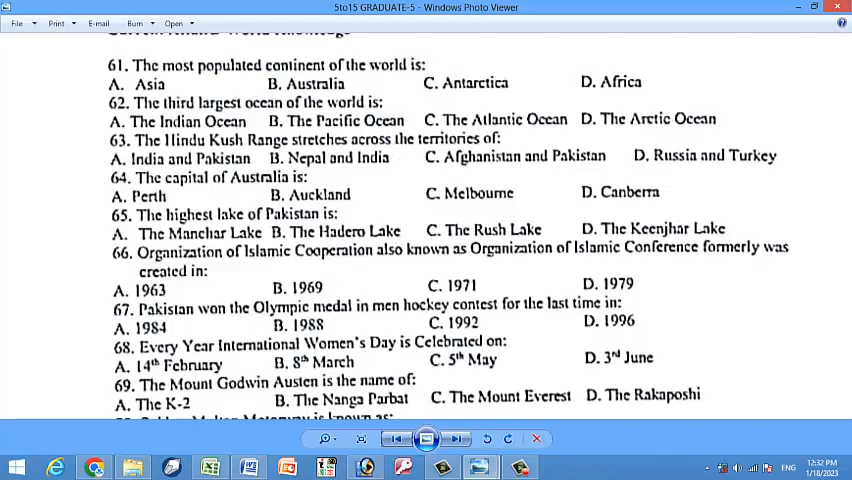 5to15 GRADUATE-5 - Windows Photo Viewer
File Print E-mail Burn Open
61. The most populated continent of the world is:
A. Asia B. Australia C. Antarctica D. Africa
62. The third largest ocean of the world is:
A. The Indian Ocean B. The Pacific Ocean C. The Atlantic Ocean D. The Arctic Ocean
63. The Hindu Kush Range stretches across the territories of:
A. India and Pakistan B. Nepal and India C. Afghanistan and Pakistan D. Russia and Turkey
64. The capital of Australia is:
A. Perth B. Auckland C. Melbourne D. Canberra
65. The highest lake of Pakistan is:
A. The Manchar Lake B. The Hadero Lake C. The Rush Lake D. The Keenjhar Lake
66. Organization of Islamic Cooperation also known as Organization of Islamic Conference formerly was
created in:
A. 1963 B. 1969 C. 1971 D. 1979
67. Pakistan won the Olympic medal in men hockey contest for the last time in:
A. 1984 B. 1988 C. 1992 D. 1996
68. Every Year International Women's Day is Celebrated on:
A. 14th February B. 8th March C. 5th May D. 3rd June
69. The Mount Godwin Austen is the name of:
A. The K-2 B. The Nanga Parbat C. The Mount Everest D. The Rakaposhi
ENG
12:32 PM
1/18/2023